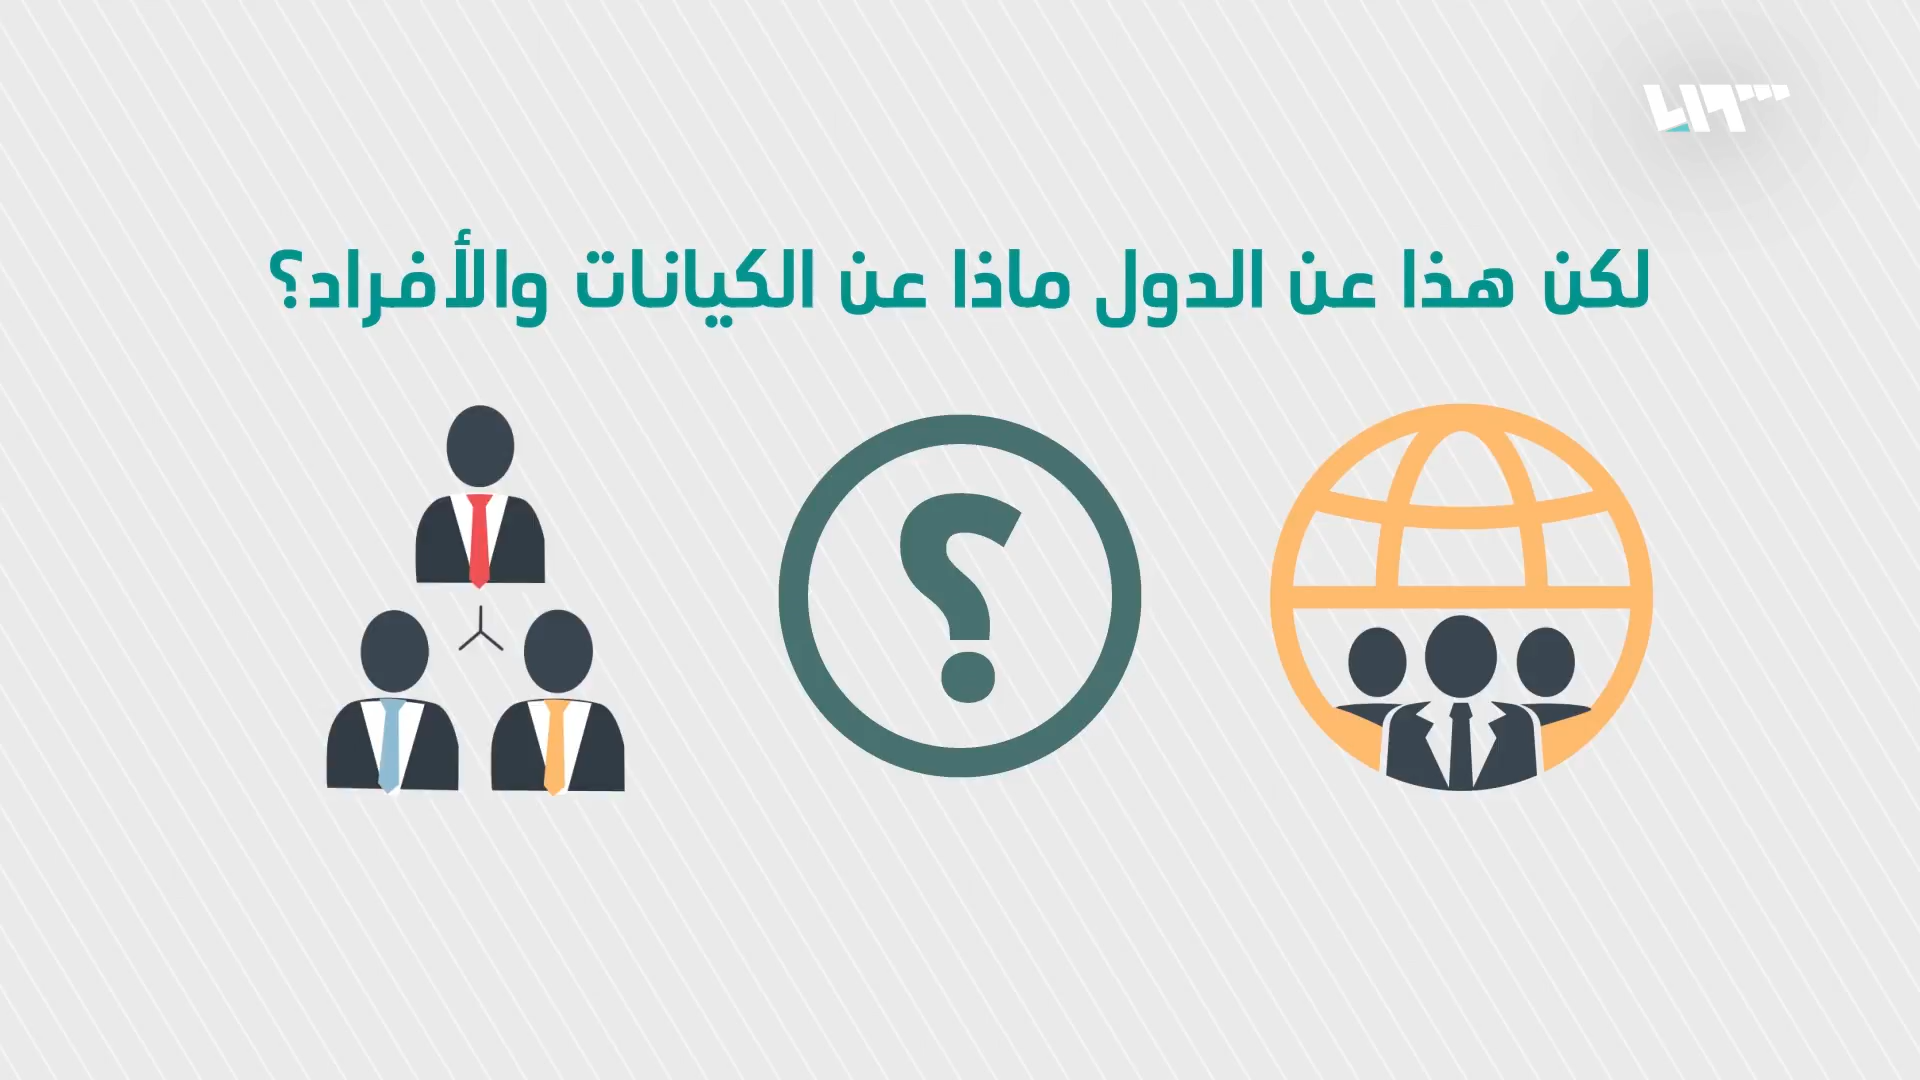 لكن هذا عن الدول ماذا عن الكيانات والأفراد؟
؟